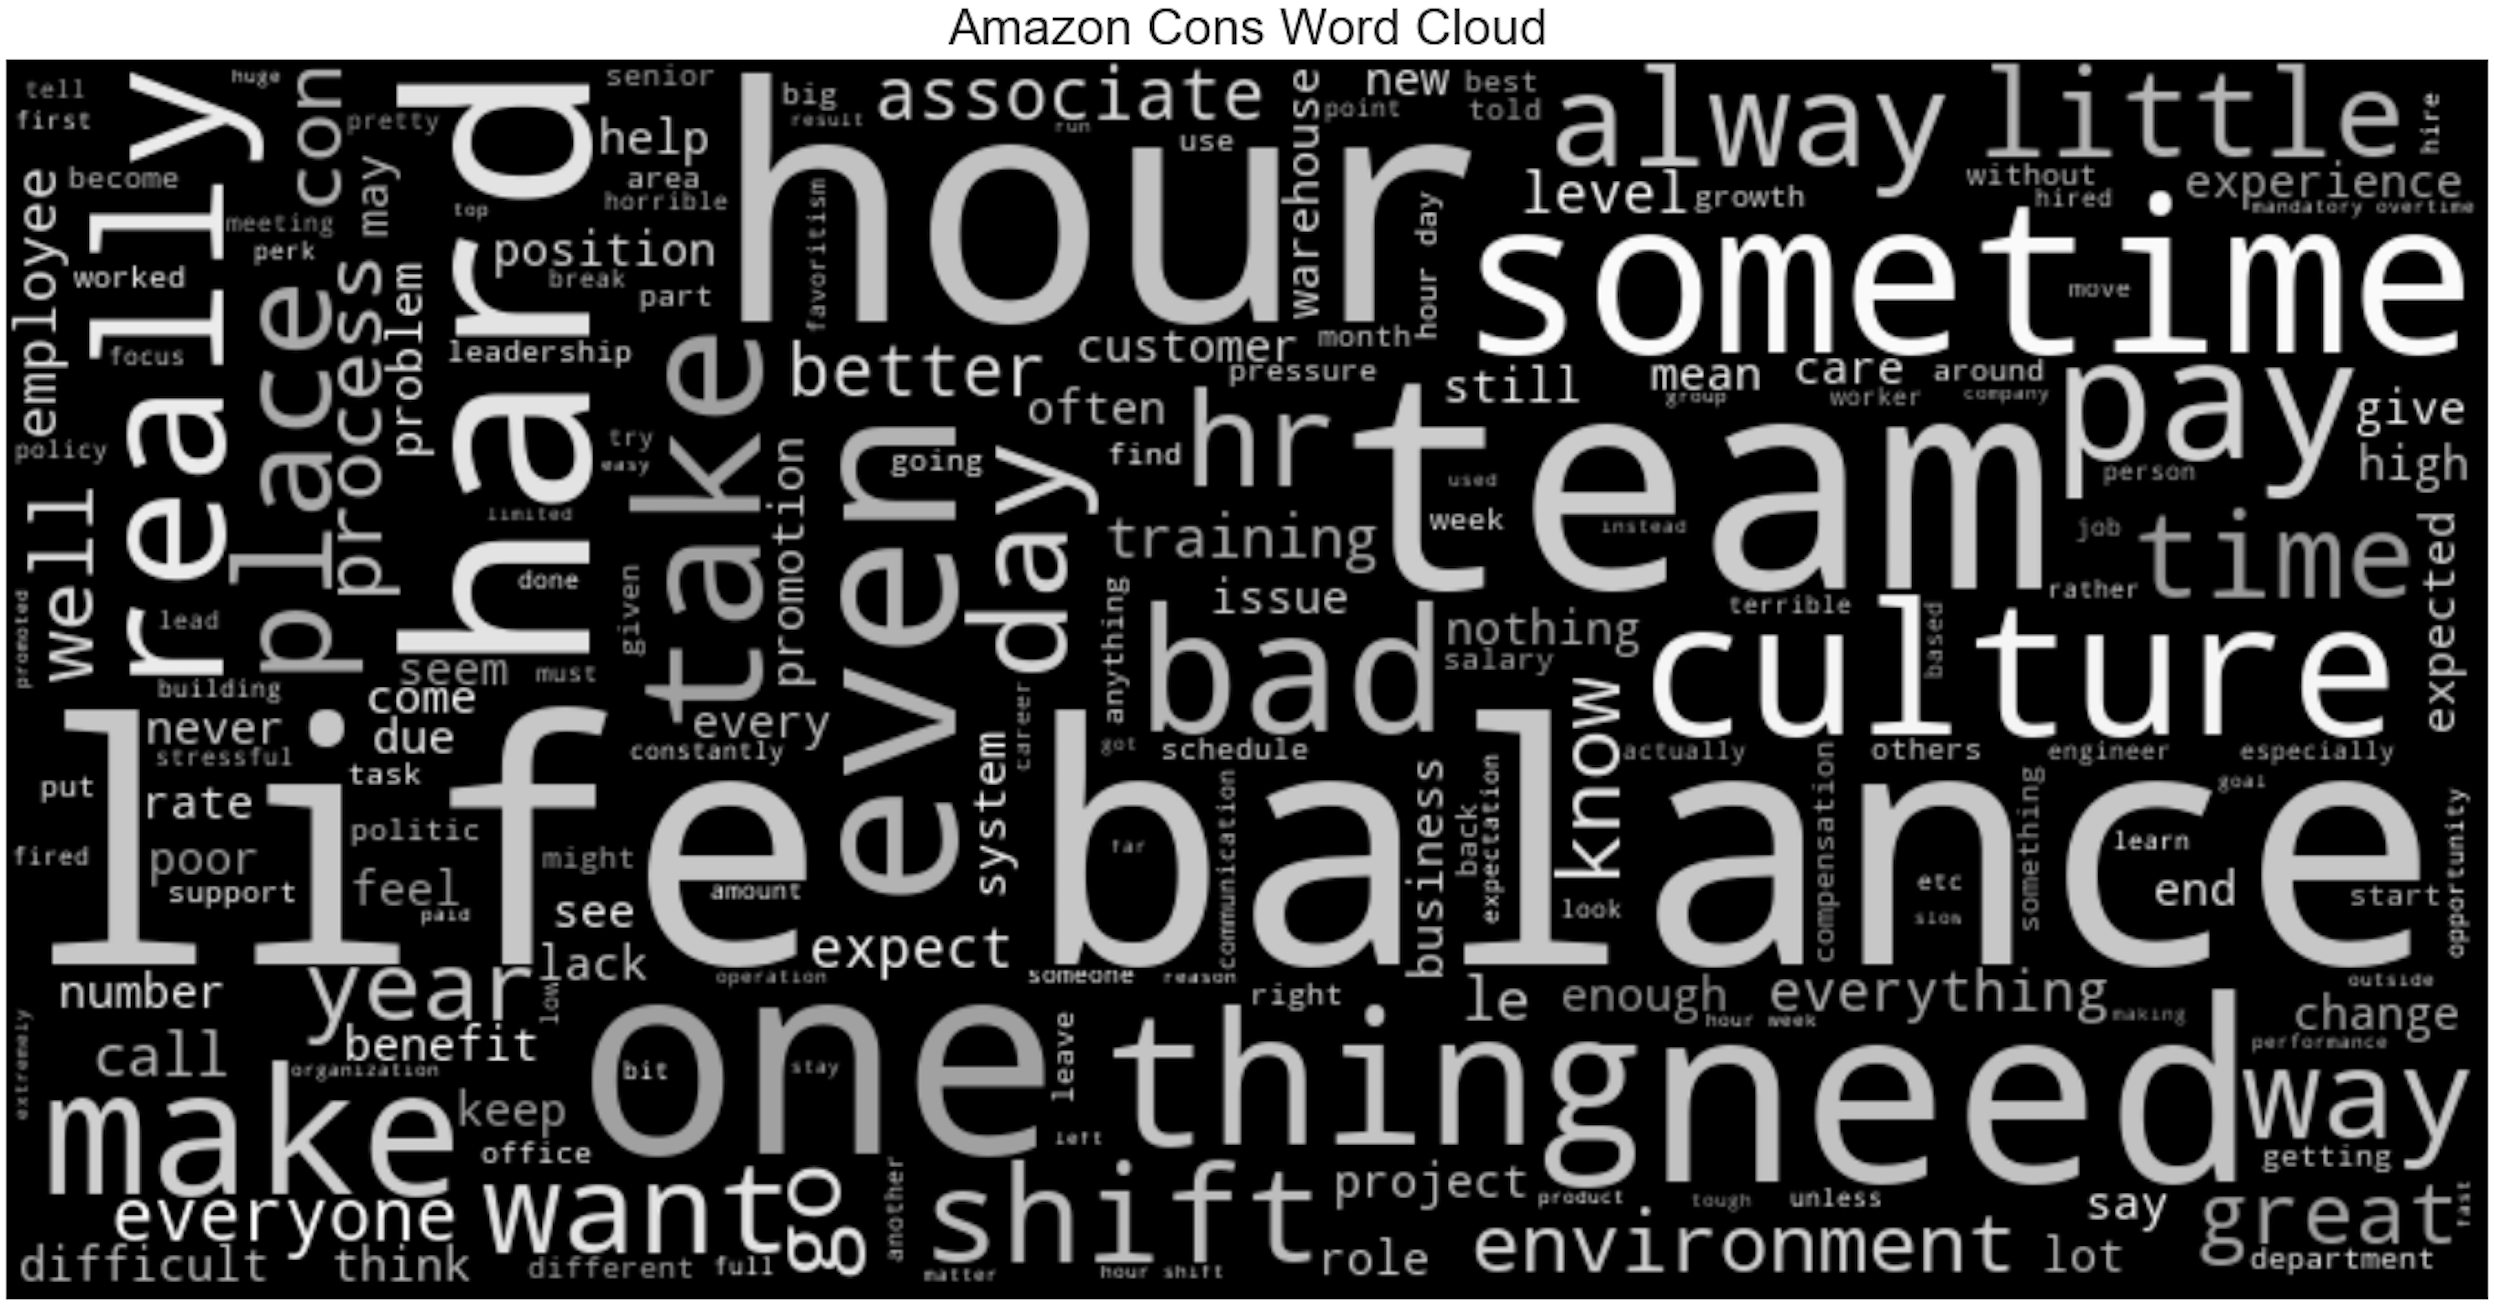 Amazon Cons Word Cloud
tell
huge
senior
big
associate
new
best
little
first
pretty
con
result
run
point
told
alway
hire
really
hard
help
hour
use
warehouse
become
may
area
horrible
favoritism
level
growth
without
hired
experience
mandatory overtime
employee
meeting
top
perk
position
hour day
sometime
worked
break
part
move
place
process
problem
focus
leadership
take
better
customer
month
pressure
still
mean
care
around
pay
group
worker
company
give
often
hr
team
policy
try
easy
promotion
even
going
day
find
high
person
used
well
limited
training
week
instead
job
time
expected
done
given
anything
issue
terrible
rather
promoted
lead
bad
nothing
culture
based
seem
must
salary
building
come
career
know
life
never
due
every
constantly
system
got
schedule
balance
actually
others
engineer
especially
stressful
task
put
rate
business
back
expectation
compensation
something
goal
opportunity
politic
communication
far
learn
fired
poor
might
support
feel
amount
etc
end
start
paid
see
look
slow
expect
lack
number
year
low
operation
someone
reason
right
le
enough
everything
outside
hour week
making
change
extremely
call
benefit
one
leave
thing
need
performance
organization
bit
stay
way
make
keep
office
left
getting
everyone
want
go
another
shift
project
product
tough
unless
say
great
fast
difficult
think
different
full
matter
hour shift
role
environment
lot
department